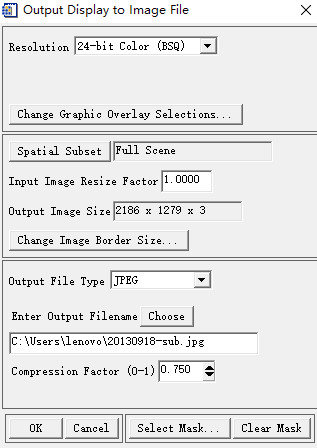 Output Display to Image File
Resolution 24-bit Color (BSQ)
Change Graphic Overlay Selections...
Spatial Subset Full Scene
Input Image Resize Factor 1.0000
Output Image Size 2186 x 1279 x 3
Change Image Border Size...
Output File Type JPEG
Enter Output Filename Choose
C:\Users\lenovo\20130918-sub.jpg
Compression Factor (0-1) 0.750
OK Cancel Select Mask... Clear Mask